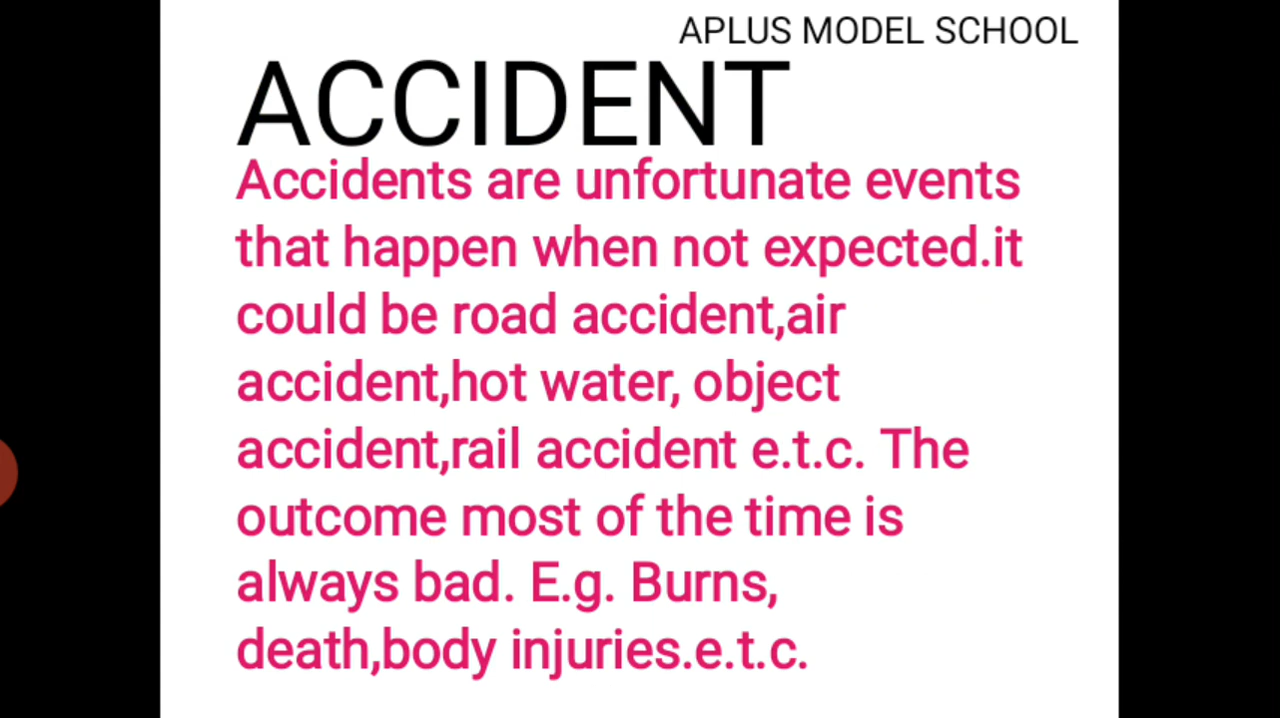 APLUS MODEL SCHOOL
ACCIDENT
Accidents are unfortunate events
that happen when not expected.it
could be road accident,air
accident,hot water, object
accident,rail accident e.t.c. The
outcome most of the time is
always bad. E.g. Burns,
death,body injuries.e.t.c.